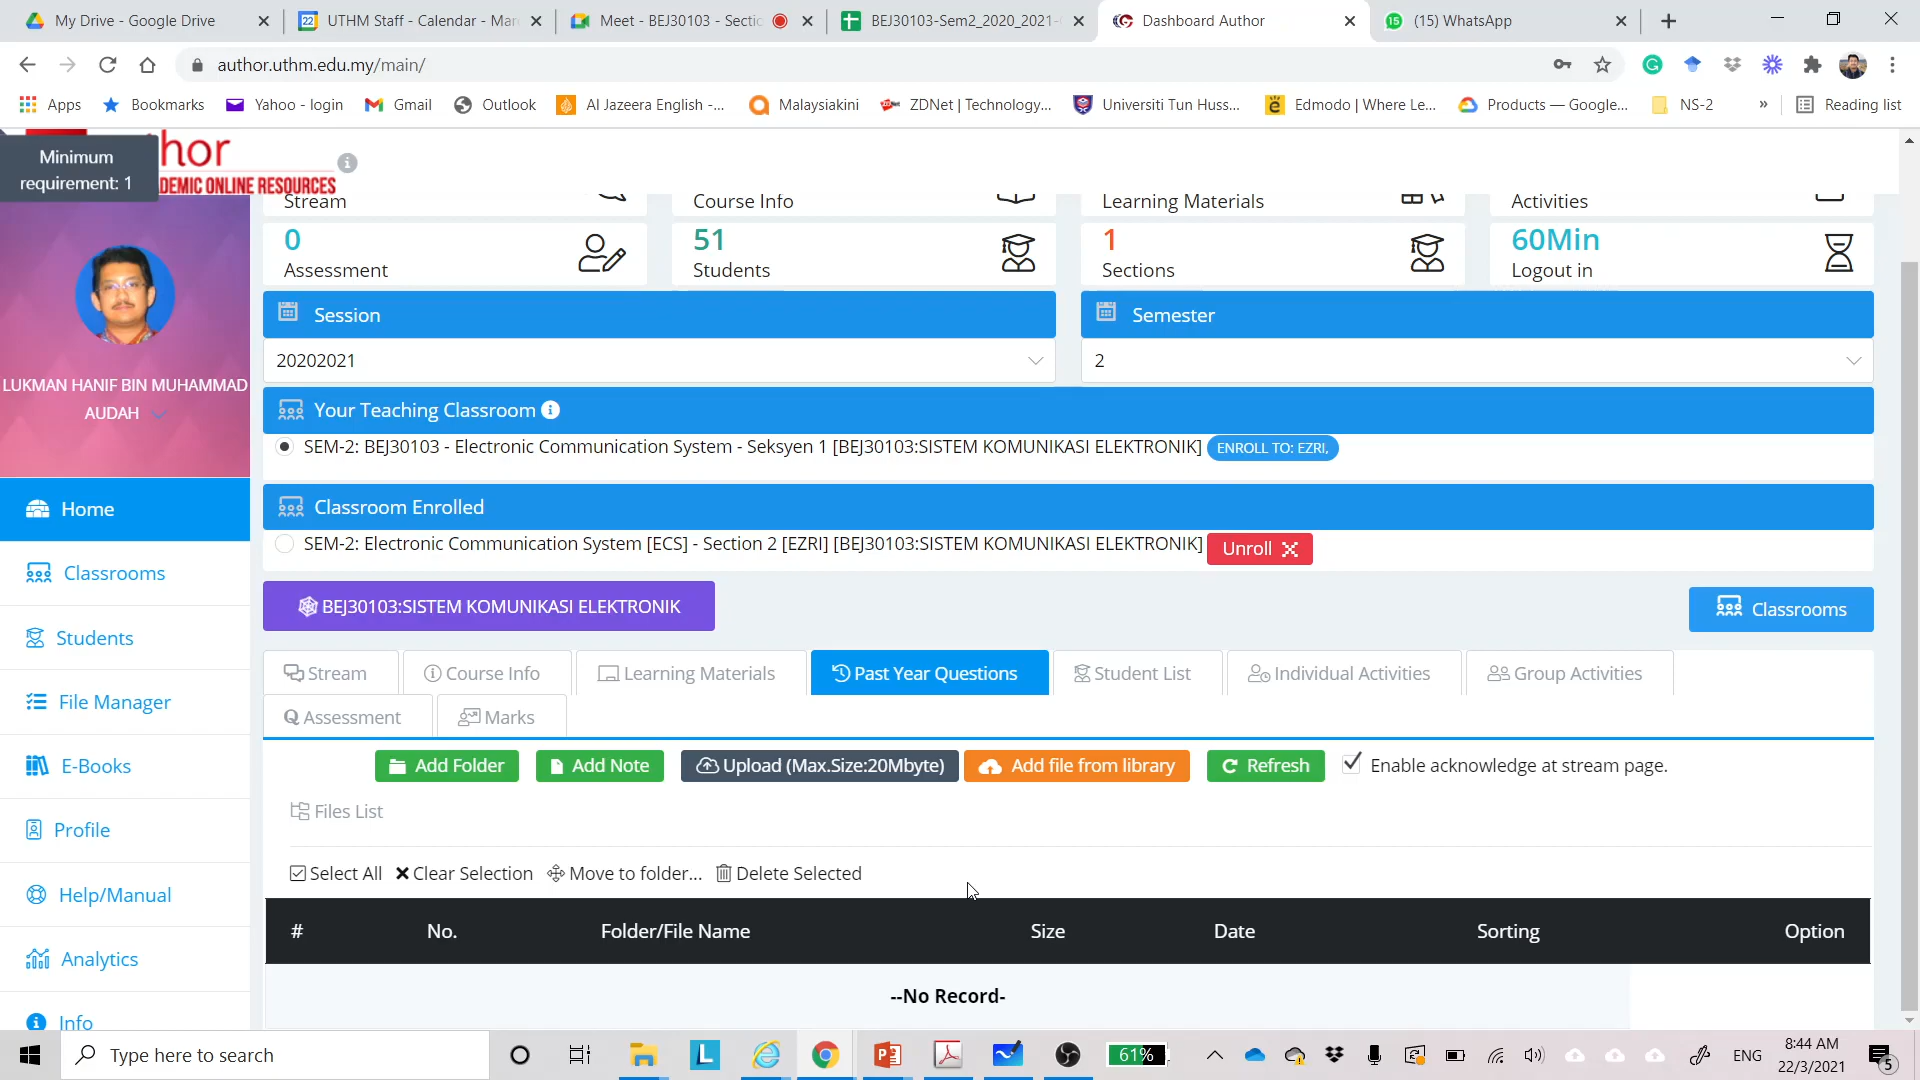 My Drive - Google Drive
UTHM Staff - Calendar - Mar
Meet - BEJ30103 - Sectic
BEJ30103-Sem2_2020_2021-
Dashboard Author
(15) WhatsApp
author.uthm.edu.my/main/
Apps
Bookmarks
Yahoo - login
Gmail
Outlook
Al Jazeera English -...
Malaysiakini
ZDNet | Technology,...
Universiti Tun Huss...
Edmodo | Where Le...
Products — Google...
NS-2
»
Reading list
Minimum
requirement: 1
hor
DEMIC ONLINE RESOURCES
Stream
Course Info
Learning Materials
Activities
0
Assessment
51
Students
1
Sections
60Min
Logout in
LUKMAN HANIF BIN MUHAMMAD
AUDAH
Session
Semester
20202021
2
Your Teaching Classroom
SEM-2: BEJ30103 - Electronic Communication System - Seksyen 1 [BEJ30103:SISTEM KOMUNIKASI ELEKTRONIK] ENROLL TO: EZRI,
Classroom Enrolled
SEM-2: Electronic Communication System [ECS] - Section 2 [EZRI] [BEJ30103:SISTEM KOMUNIKASI ELEKTRONIK] Unroll
BEJ30103:SISTEM KOMUNIKASI ELEKTRONIK
Classrooms
Home
Classrooms
Students
File Manager
E-Books
Profile
Help/Manual
Analytics
Info
Stream
Course Info
Learning Materials
Past Year Questions
Student List
Individual Activities
Group Activities
Assessment
Marks
Add Folder
Add Note
Upload (Max.Size:20Mbyte)
Add file from library
Refresh
Enable acknowledge at stream page.
Files List
Select All
Clear Selection
Move to folder...
Delete Selected
# No. Folder/File Name Size Date Sorting Option
--No Record-
Type here to search
61%
ENG
8:44 AM
22/3/2021
5